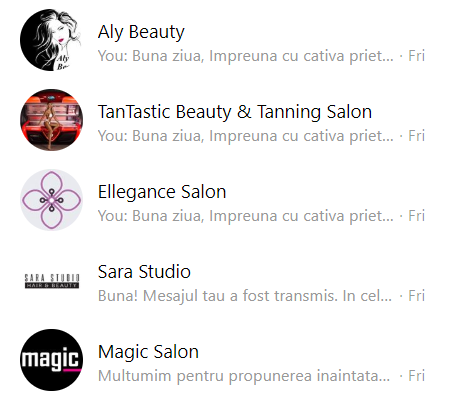 Aly
Be
Aly Beauty
You: Buna ziua, Impreuna cu cativa priet... · Fri
TanTastic Beauty & Tanning Salon
You: Buna ziua, Impreuna cu cativa priet... · Fri
Ellegance Salon
You: Buna ziua, Impreuna cu cativa priet... · Fri
SARA STUDIO
HAIR & BEAUTY
Sara Studio
Buna! Mesajul tau a fost transmis. In cel... · Fri
magic
Magic Salon
Multumim pentru propunerea inaintata... · Fri